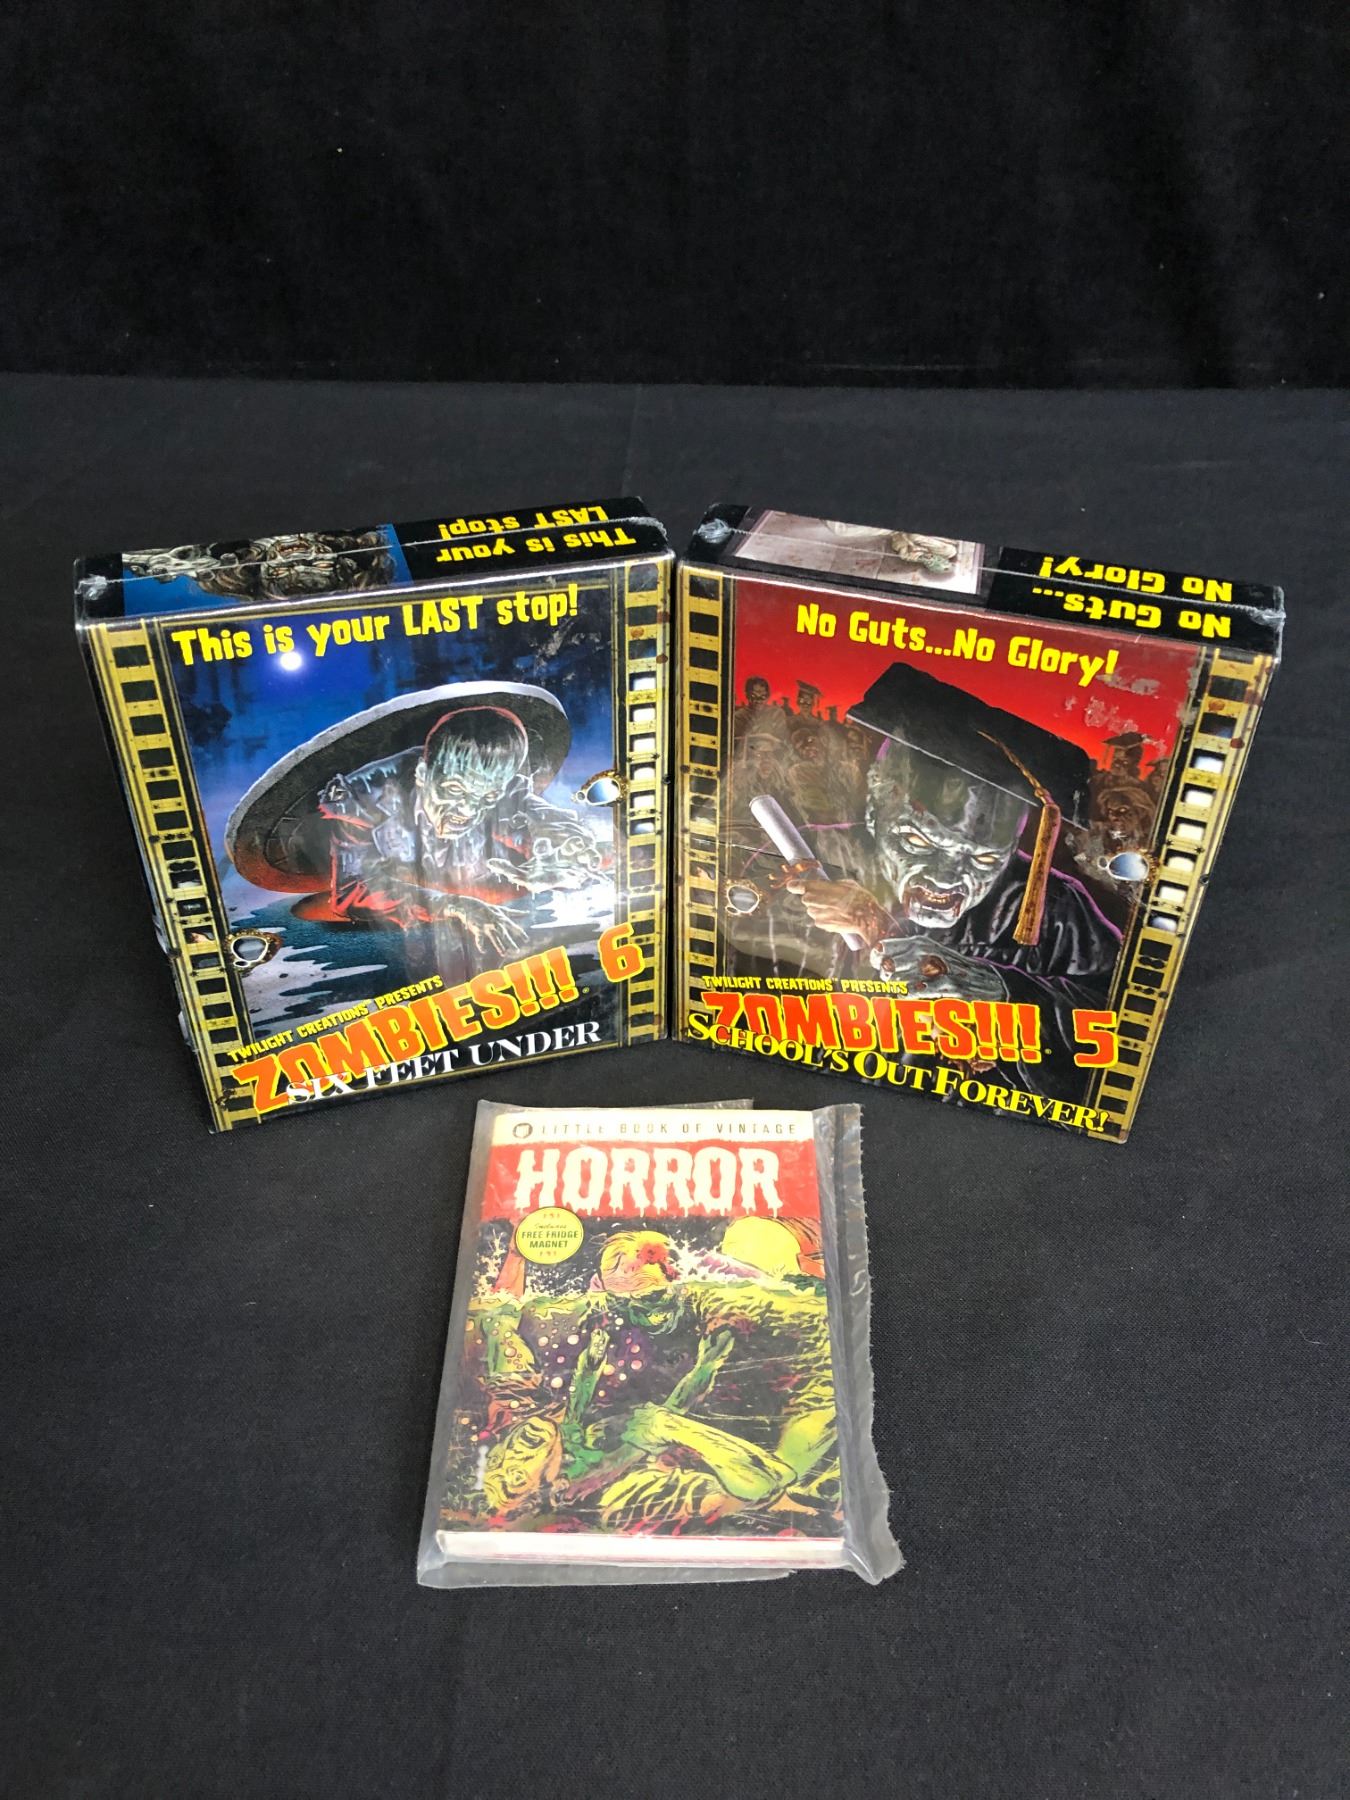 This is your
LAST stop!
This is your LAST stop!
TWILIGHT CREATIONS PRESENTS
ZOMBIES!!! 6
SIX FEET UNDER
No Guts...
No Glory!
No Guts...No Glory!
TWILIGHT CREATIONS PRESENTS
ZOMBIES!!! 5
SCHOOL'S OUT FOREVER!
LITTLE BOOK OF VINTAGE
HORROR
Includes
FREE FRIDGE
MAGNET